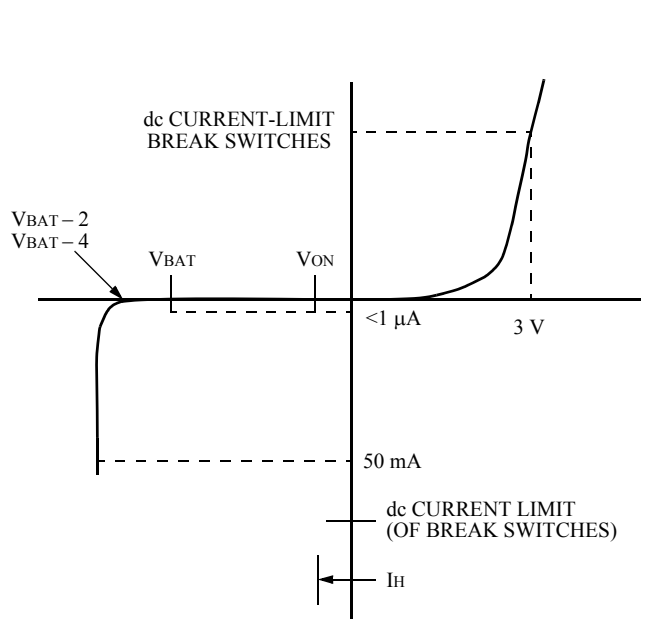 dc CURRENT-LIMIT
BREAK SWITCHES
VBAT – 2
VBAT – 4
VBAT
VON
<1 μA
3 V
50 mA
dc CURRENT LIMIT
(OF BREAK SWITCHES)
IH